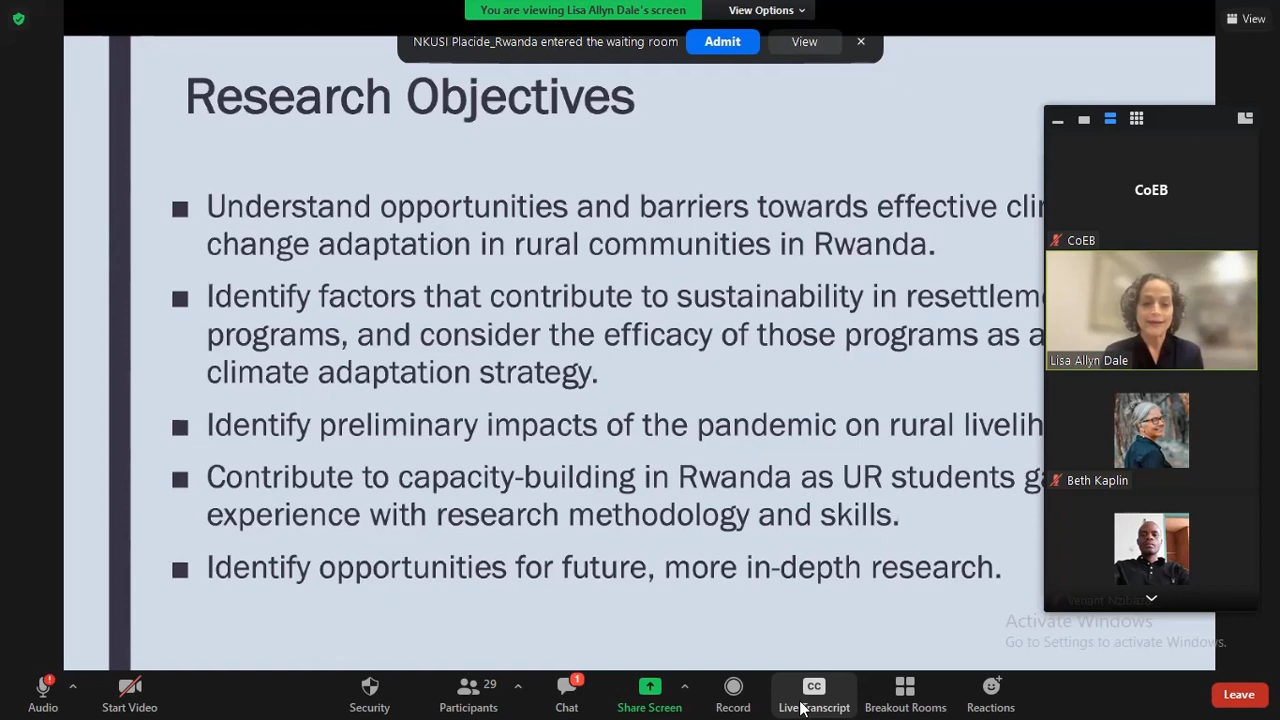 You are viewing Lisa Allyn Dale's screen
View Options
View
NKUSI Placide_Rwanda entered the waiting room
Admit
View
Research Objectives
Understand opportunities and barriers towards effective
change adaptation in rural communities in Rwanda.
Identify factors that contribute to sustainability in
programs, and consider the efficacy of those programs as
climate adaptation strategy.
Identify preliminary impacts of the pandemic on rural
Contribute to capacity-building in Rwanda as UR students
experience with research methodology and skills.
Identify opportunities for future, more in-depth research.
CoEB
CoEB
Lisa Allyn Dale
Beth Kaplin
Activate Windows
Go to Settings to activate Windows.
Audio
Start Video
Security
29
Participants
1
Chat
Share Screen
Record
CC
Live Transcript
Breakout Rooms
Reactions
Leave